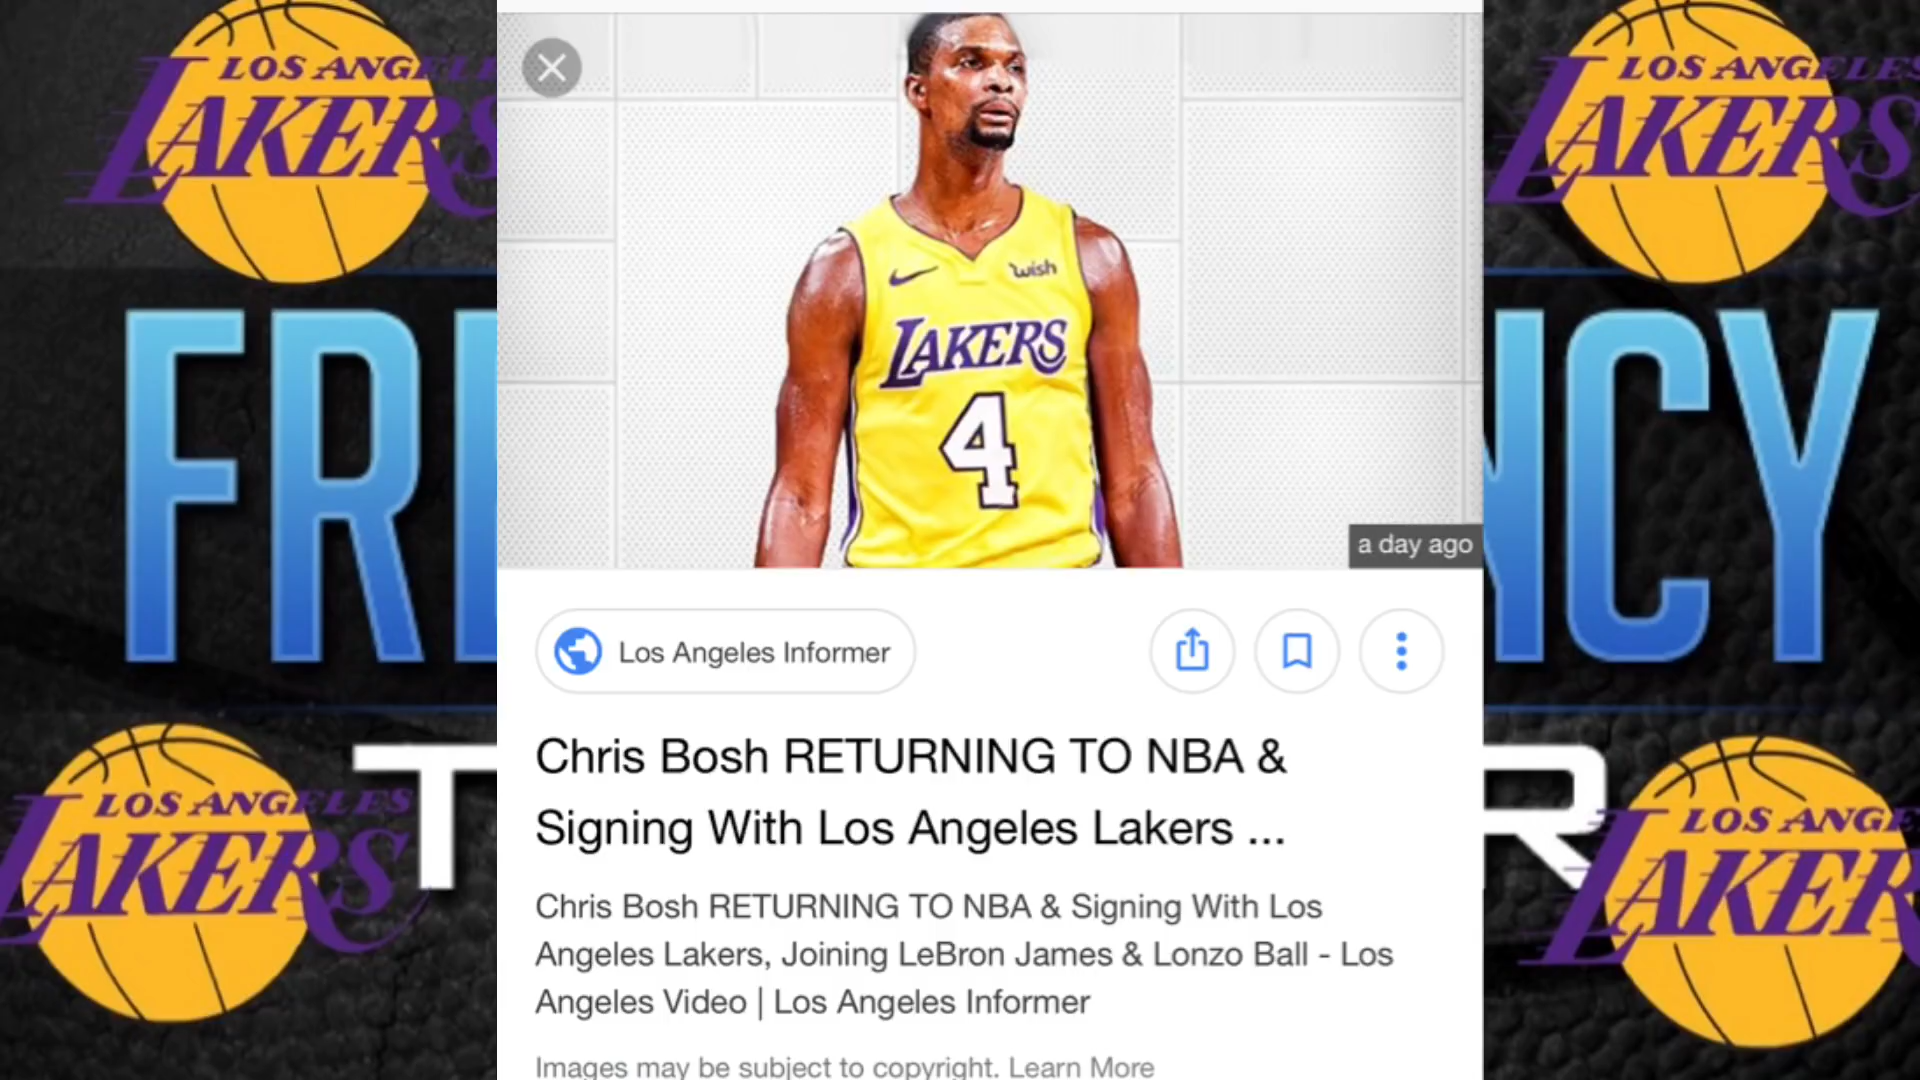 LOS ANGELES
LAKERS
LOS ANGELES
LAKERS
wish
LAKERS
4
a day ago
FR
NCY
Los Angeles Informer
Chris Bosh RETURNING TO NBA &
Signing With Los Angeles Lakers ...
Chris Bosh RETURNING TO NBA & Signing With Los
Angeles Lakers, Joining LeBron James & Lonzo Ball - Los
Angeles Video | Los Angeles Informer
Images may be subject to copyright. Learn More
T
R
LOS ANGELES
LAKERS
LOS ANGE
LAKER